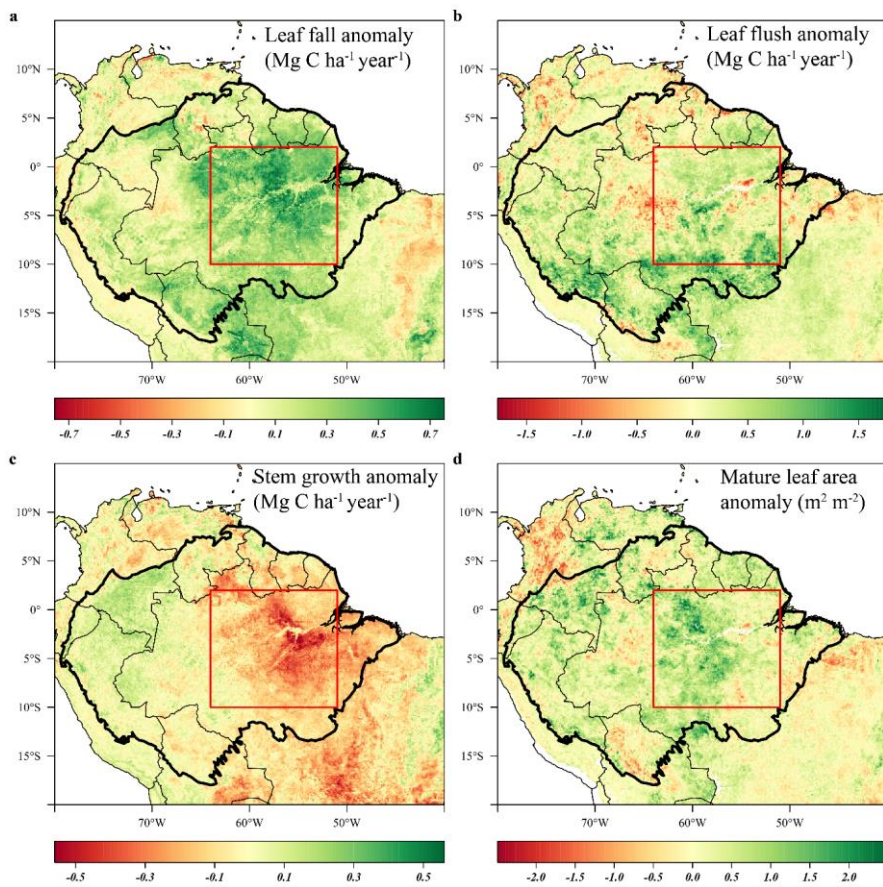 a
Leaf fall anomaly
(Mg C ha⁻¹ year⁻¹)
10°N
5°N
0°
5°S
10°S
15°S
70°W 60°W 50°W
-0.7 -0.5 -0.3 -0.1 0.1 0.3 0.5 0.7
b
Leaf flush anomaly
(Mg C ha⁻¹ year⁻¹)
10°N
5°N
0°
5°S
10°S
15°S
70°W 60°W 50°W
-1.5 -1.0 -0.5 0.0 0.5 1.0 1.5
c
Stem growth anomaly
(Mg C ha⁻¹ year⁻¹)
10°N
5°N
0°
5°S
10°S
15°S
70°W 60°W 50°W
-0.5 -0.3 -0.1 0.1 0.3 0.5
d
Mature leaf area
anomaly (m² m⁻²)
10°N
5°N
0°
5°S
10°S
15°S
70°W 60°W 50°W
-2.0 -1.5 -1.0 -0.5 0.0 0.5 1.0 1.5 2.0